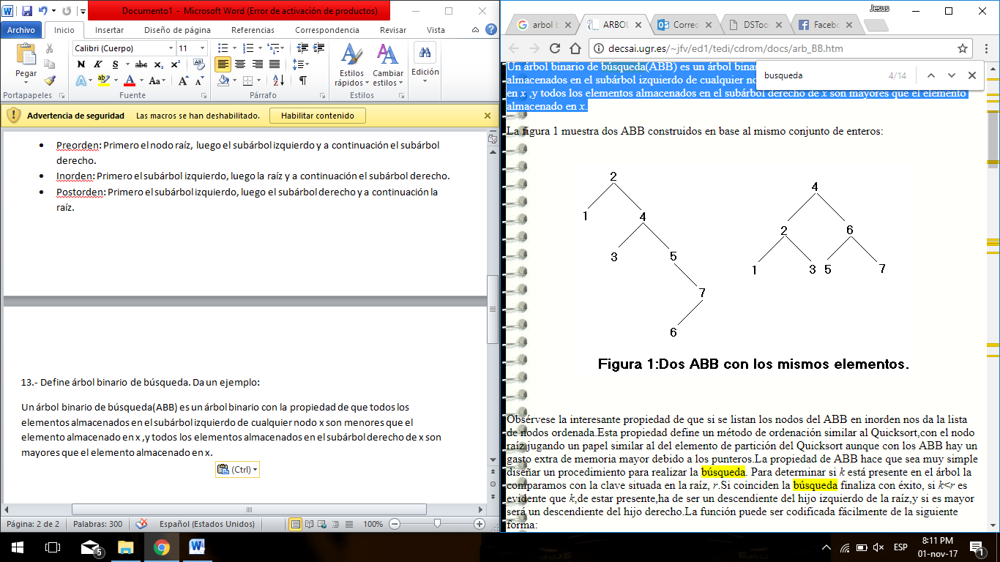 Documento1 - Microsoft Word (Error de activación de productos)
Archivo Inicio Insertar Diseño de página Referencias Correspondencia Revisar Vista
Pegar
Calibri (Cuerpo) 11
N K S abc x₂ x²
Aa A A
Estilos rápidos
Cambiar estilos
Edición
Portapapeles Fuente Párrafo Estilos
Advertencia de seguridad Las macros se han deshabilitado. Habilitar contenido
• Preorden: Primero el nodo raíz, luego el subárbol izquierdo y a continuación el subárbol
derecho.
• Inorden: Primero el subárbol izquierdo, luego la raíz y a continuación el subárbol derecho.
• Postorden: Primero el subárbol izquierdo, luego el subárbol derecho y a continuación la
raíz.
13.- Define árbol binario de búsqueda. Da un ejemplo:
Un árbol binario de búsqueda(ABB) es un árbol binario con la propiedad de que todos los
elementos almacenados en el subárbol izquierdo de cualquier nodo x son menores que el
elemento almacenado en x ,y todos los elementos almacenados en el subárbol derecho de x son
mayores que el elemento almacenado en x.
(Ctrl)
Página: 2 de 2 Palabras: 300 Español (Estados Unidos) 100%
Jesus
arbol b ARBOL Correo DSToo Facebo
decsai.ugr.es/~jfv/ed1/tedi/cdrom/docs/arb_BB.htm
busqueda 4/14
Un árbol binario de búsqueda(ABB) es un árbol binar
almacenados en el subárbol izquierdo de cualquier no
en x ,y todos los elementos almacenados en el subárbol derecho de x son mayores que el elemento
almacenado en x.
La figura 1 muestra dos ABB construidos en base al mismo conjunto de enteros:
2
1 4
3 5
7
6
4
2 6
1 3 5 7
Figura 1:Dos ABB con los mismos elementos.
Obsérvese la interesante propiedad de que si se listan los nodos del ABB en inorden nos da la lista
de nodos ordenada.Esta propiedad define un método de ordenación similar al Quicksort,con el nodo
raíz jugando un papel similar al del elemento de partición del Quicksort aunque con los ABB hay un
gasto extra de memoria mayor debido a los punteros.La propiedad de ABB hace que sea muy simple
diseñar un procedimiento para realizar la búsqueda. Para determinar si k está presente en el árbol la
comparamos con la clave situada en la raíz, r.Si coinciden la búsqueda finaliza con éxito, si k<r es
evidente que k,de estar presente,ha de ser un descendiente del hijo izquierdo de la raíz,y si es mayor
será un descendiente del hijo derecho.La función puede ser codificada fácilmente de la siguiente
forma:
5
ESP
8:11 PM
01-nov-17
1